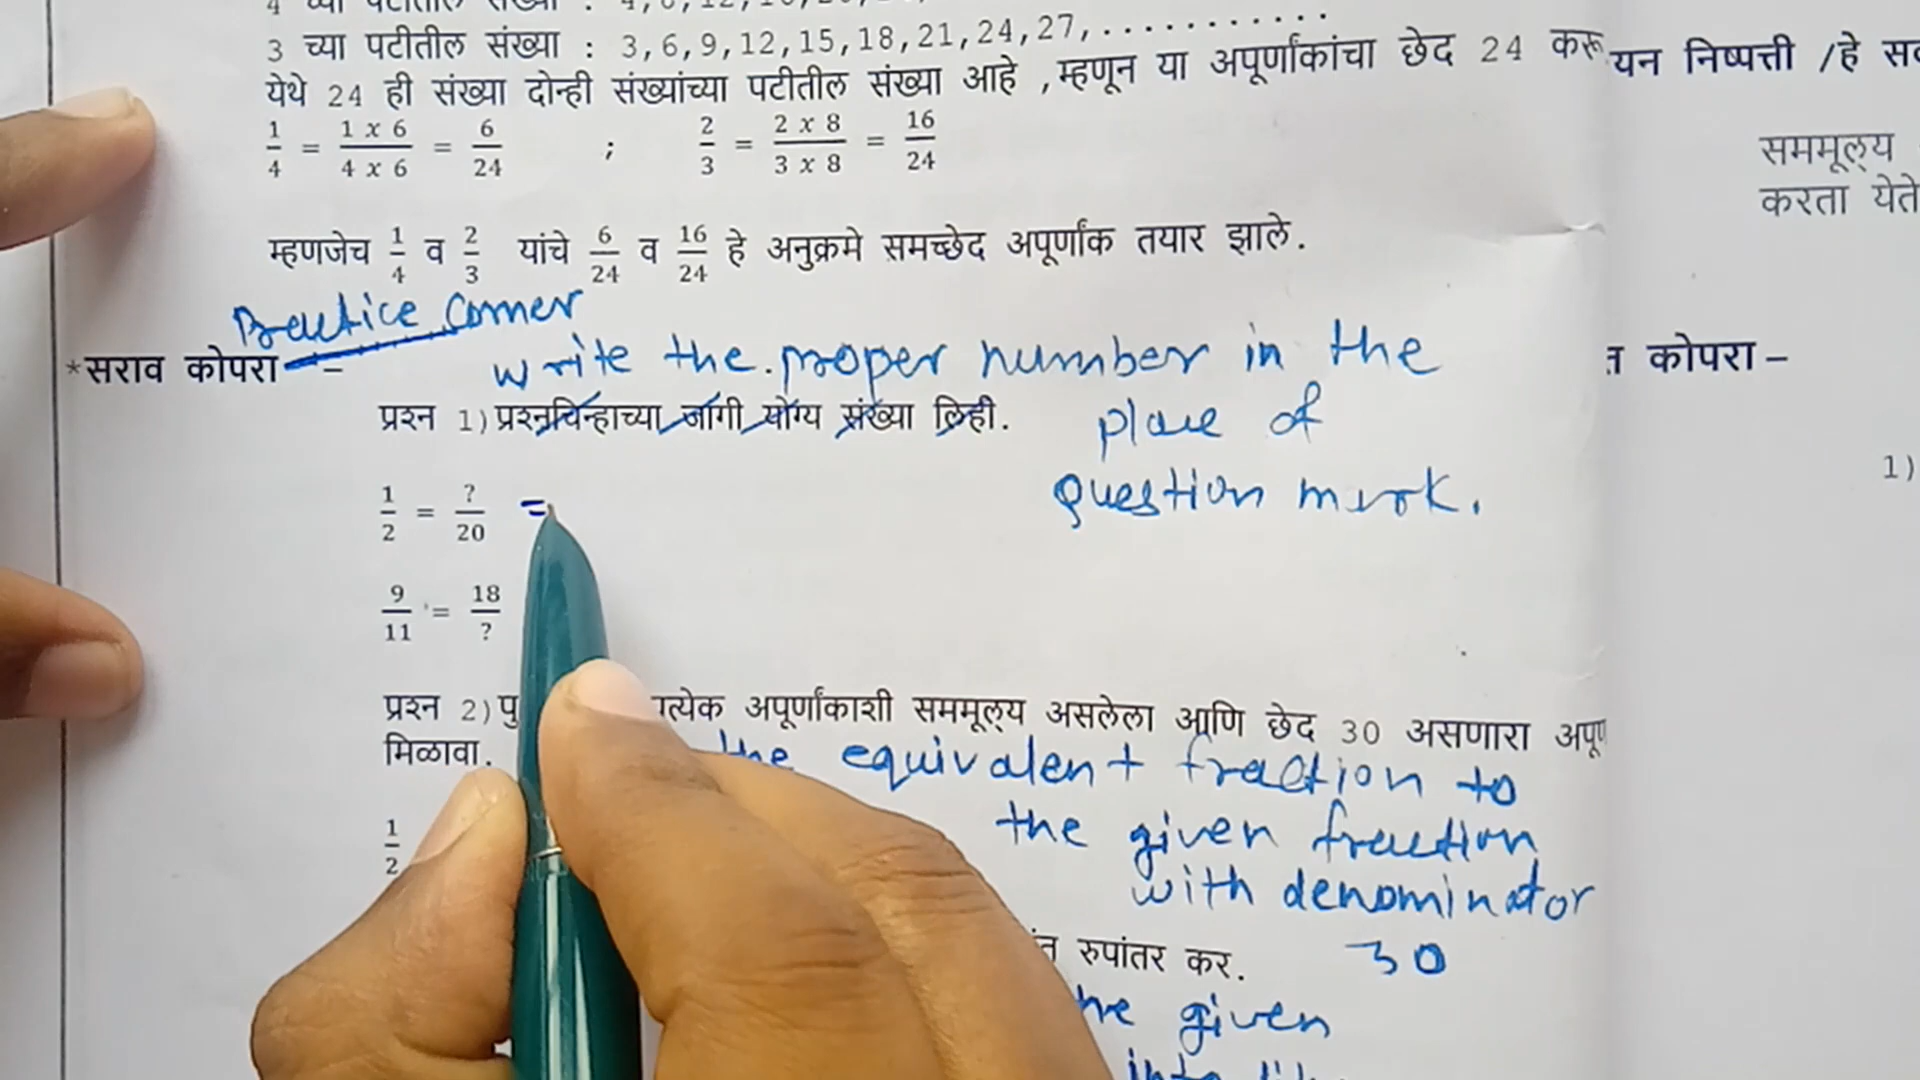 3 च्या पटीतील संख्या : 3,6,9,12,15,18,21,24,27,...........
येथे 24 ही संख्या दोन्ही संख्यांच्या पटीतील संख्या आहे ,म्हणून या अपूर्णांकांचा छेद 24 करू
1/4 = 1 x 6/4 x 6 = 6/24 ; 2/3 = 2 x 8/3 x 8 = 16/24
म्हणजेच 1/4 व 2/3 यांचे 6/24 व 16/24 हे अनुक्रमे समच्छेद अपूर्णांक तयार झाले.
Practice Corner
*सराव कोपरा –
write the proper number in the
place of
question mark.
प्रश्न 1)प्रश्नचिन्हाच्या जागी योग्य संख्या लिही.
1/2 = ?/20 =
9/11 = 18/?
प्रश्न 2) अपूर्णांकाशी सममूल्य असलेला आणि छेद 30 असणारा
मिळावा.
the equivalent fraction to
the given fraction
with denominator
30
1/2
रुपांतर कर.
given
यन निष्पत्ती /हे
सममूल्य
करता येते
कोपरा–
1)